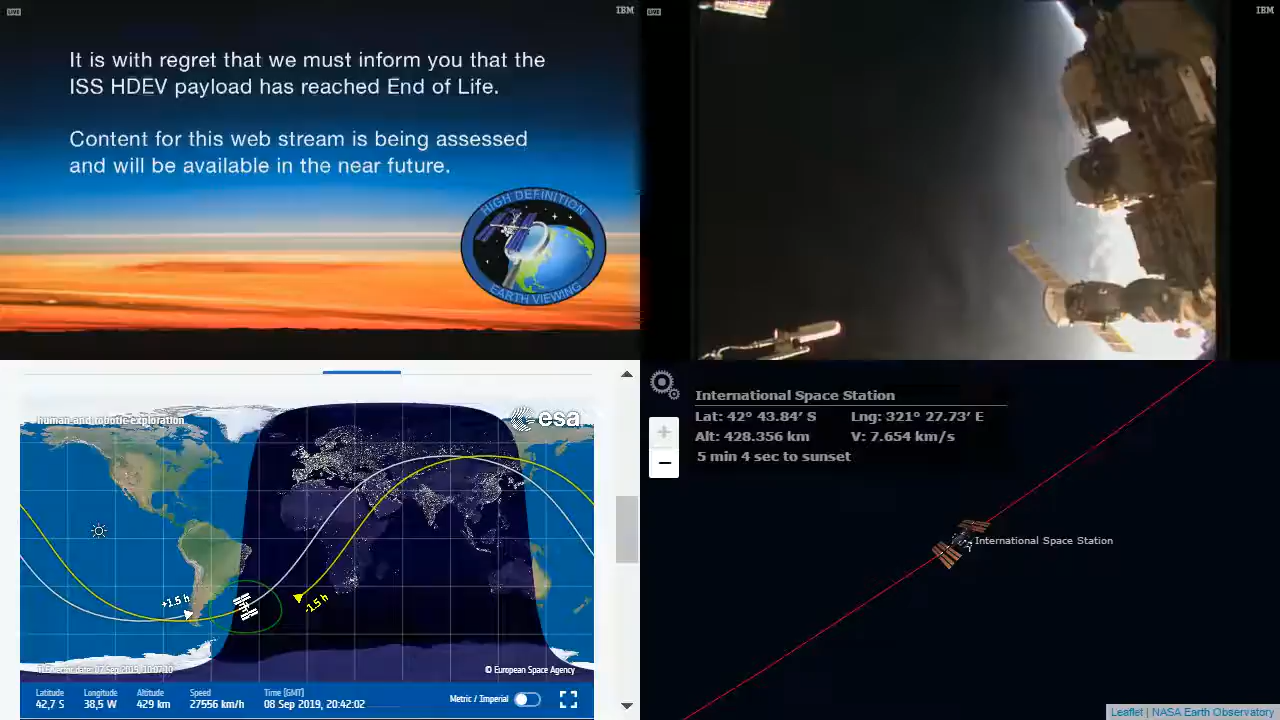 LIVE
IBM
It is with regret that we must inform you that the
ISS HDEV payload has reached End of Life.
Content for this web stream is being assessed
and will be available in the near future.
HIGH DEFINITION
EARTH VIEWING
LIVE
IBM
human and robotic exploration
esa
+1.5 h
-1.5 h
© European Space Agency
Latitude
42,7 S
Longitude
38,5 W
Altitude
429 km
Speed
27556 km/h
Time [GMT]
08 Sep 2019, 20:42:02
Metric / Imperial
International Space Station
Lat: 42° 43.84′ S
Lng: 321° 27.73′ E
Alt: 428.356 km
V: 7.654 km/s
5 min 4 sec to sunset
+
−
International Space Station
Leaflet | NASA Earth Observatory